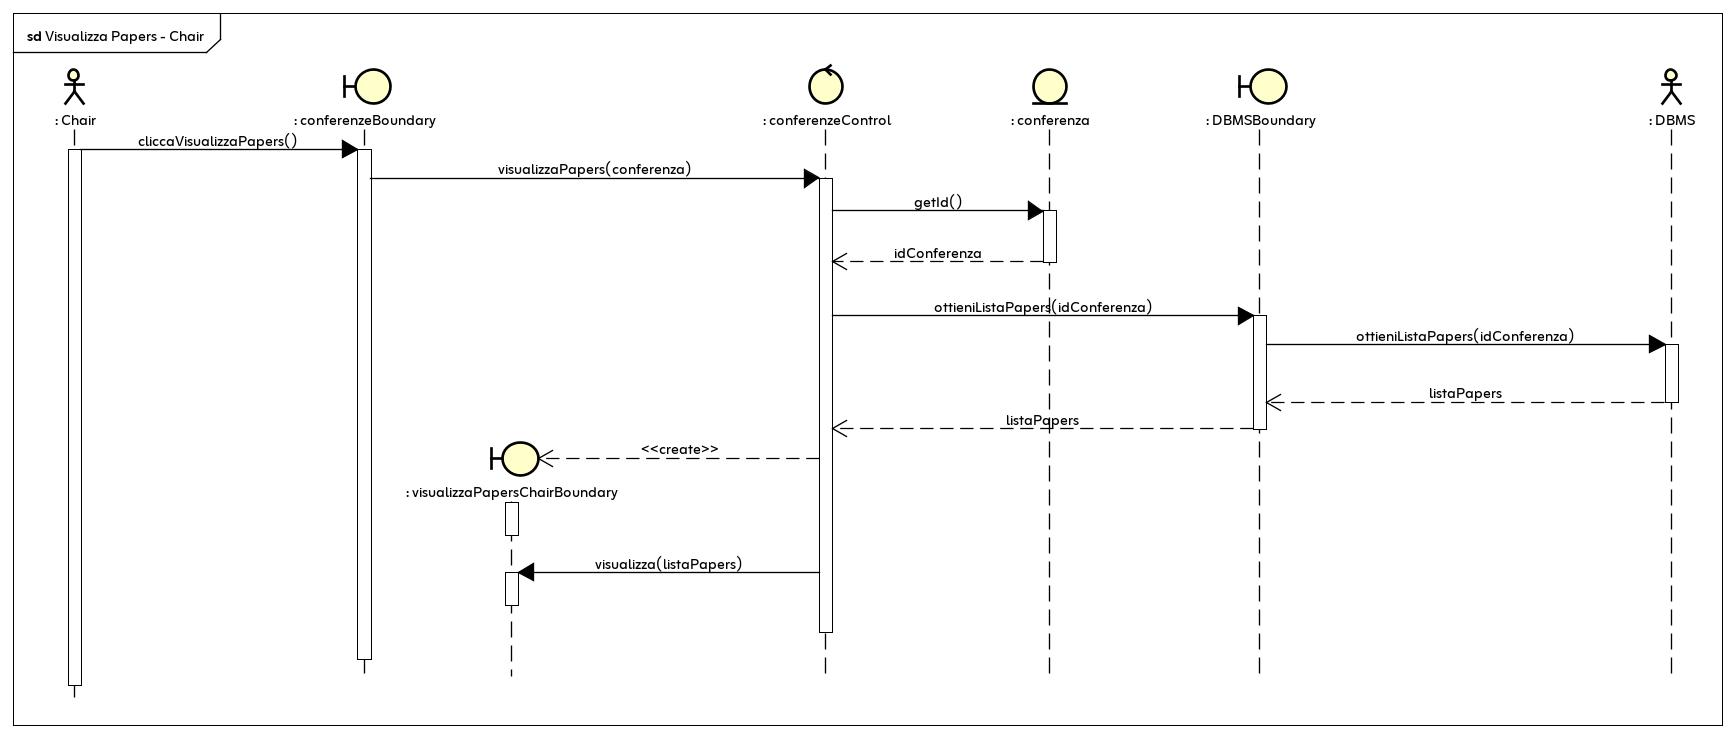 sd Visualizza Papers - Chair
: Chair
: conferenzeBoundary
: conferenzeControl
: conferenza
: DBMSBoundary
: DBMS
cliccaVisualizzaPapers()
visualizzaPapers(conferenza)
getId()
idConferenza
ottieniListaPapers(idConferenza)
ottieniListaPapers(idConferenza)
listaPapers
listaPapers
<<create>>
: visualizzaPapersChairBoundary
visualizza(listaPapers)